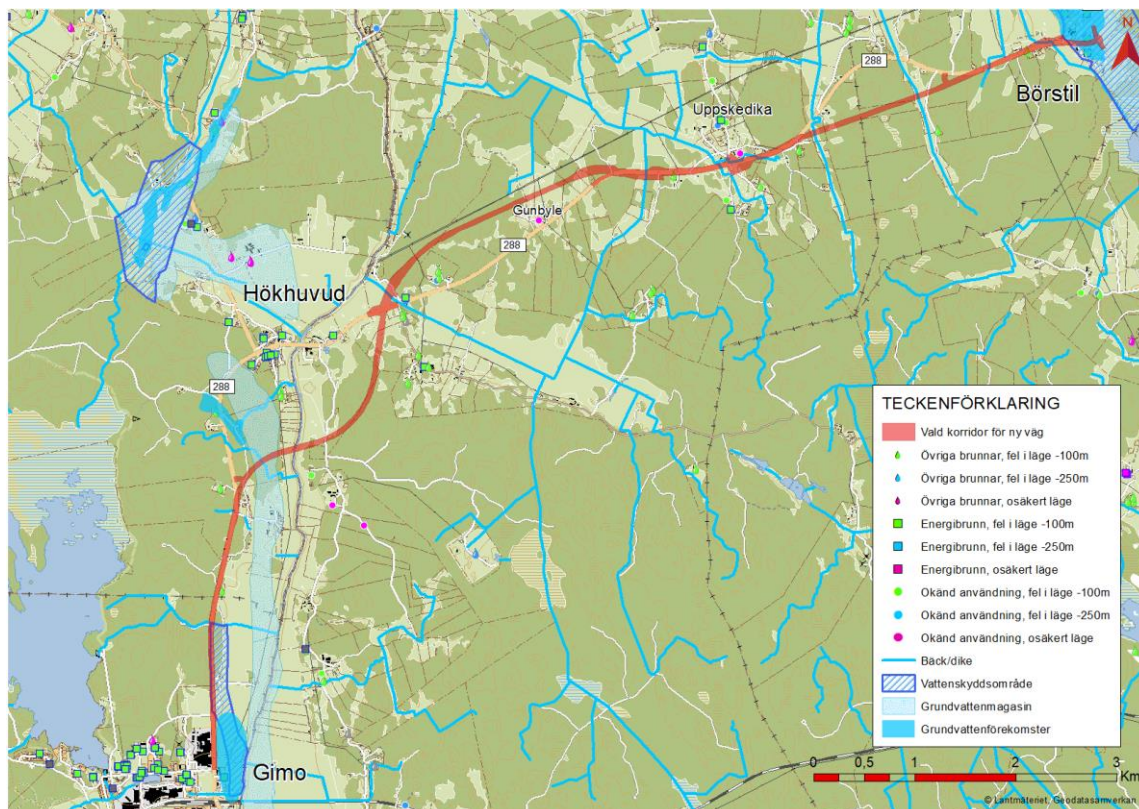 N
288
Börstil
Uppskedika
Gunbyle
288
Hökhuvud
288
Gimo
TECKENFÖRKLARING
Vald korridor för ny väg
Övriga brunnar, fel i läge -100m
Övriga brunnar, fel i läge -250m
Övriga brunnar, osäkert läge
Energibrunn, fel i läge -100m
Energibrunn, fel i läge -250m
Energibrunn, osäkert läge
Okänd användning, fel i läge -100m
Okänd användning, fel i läge -250m
Okänd användning, osäkert läge
Bäck/dike
Vattenskyddsområde
Grundvattenmagasin
Grundvattenförekomster
0 0,5 1 2 3
Km
© Lantmäteriet, Geodatasamverkan